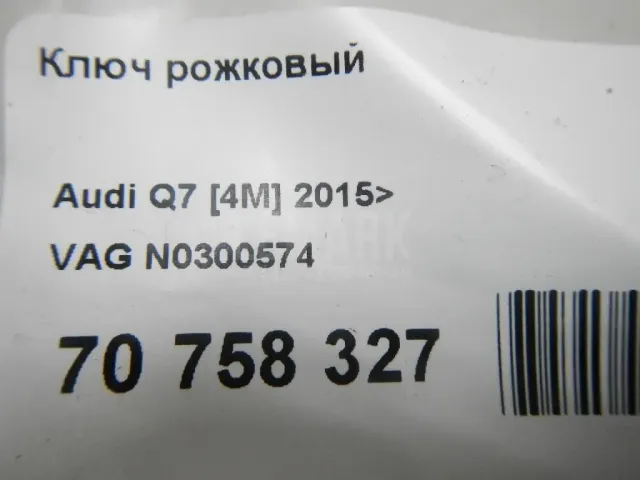 Ключ рожковый
Audi Q7 [4M] 2015>
VAG N0300574
70 758 327